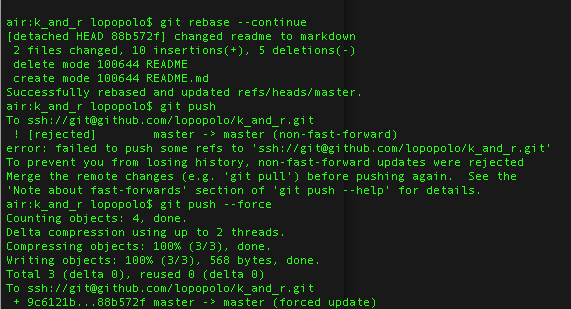 air:k_and_r lopopolo$ git rebase --continue
[detached HEAD 88b572f] changed readme to markdown
 2 files changed, 10 insertions(+), 5 deletions(-)
 delete mode 100644 README
 create mode 100644 README.md
Successfully rebased and updated refs/heads/master.
air:k_and_r lopopolo$ git push
To ssh://git@github.com/lopopolo/k_and_r.git
 ! [rejected]        master -> master (non-fast-forward)
error: failed to push some refs to 'ssh://git@github.com/lopopolo/k_and_r.git'
To prevent you from losing history, non-fast-forward updates were rejected
Merge the remote changes (e.g. 'git pull') before pushing again.  See the
'Note about fast-forwards' section of 'git push --help' for details.
air:k_and_r lopopolo$ git push --force
Counting objects: 4, done.
Delta compression using up to 2 threads.
Compressing objects: 100% (3/3), done.
Writing objects: 100% (3/3), 568 bytes, done.
Total 3 (delta 0), reused 0 (delta 0)
To ssh://git@github.com/lopopolo/k_and_r.git
 + 9c6121b...88b572f master -> master (forced update)